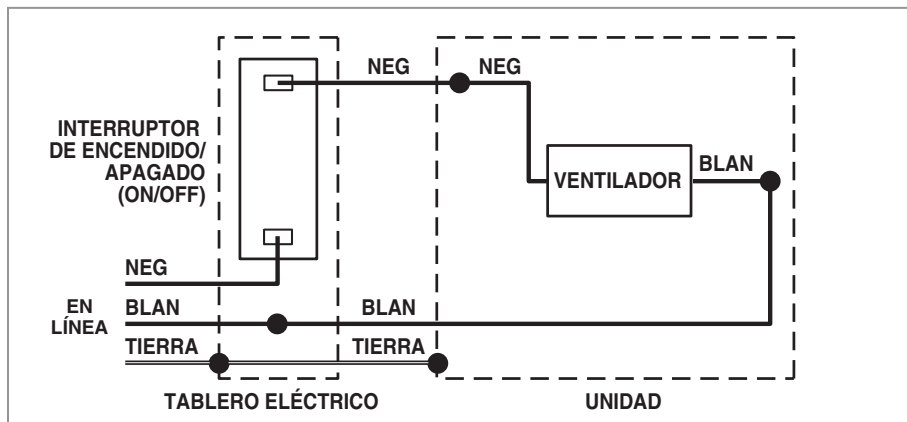 NEG
NEG
INTERRUPTOR
DE ENCENDIDO/
APAGADO
(ON/OFF)
VENTILADOR
BLAN
NEG
EN
LÍNEA
BLAN
BLAN
TIERRA
TIERRA
TABLERO ELÉCTRICO
UNIDAD